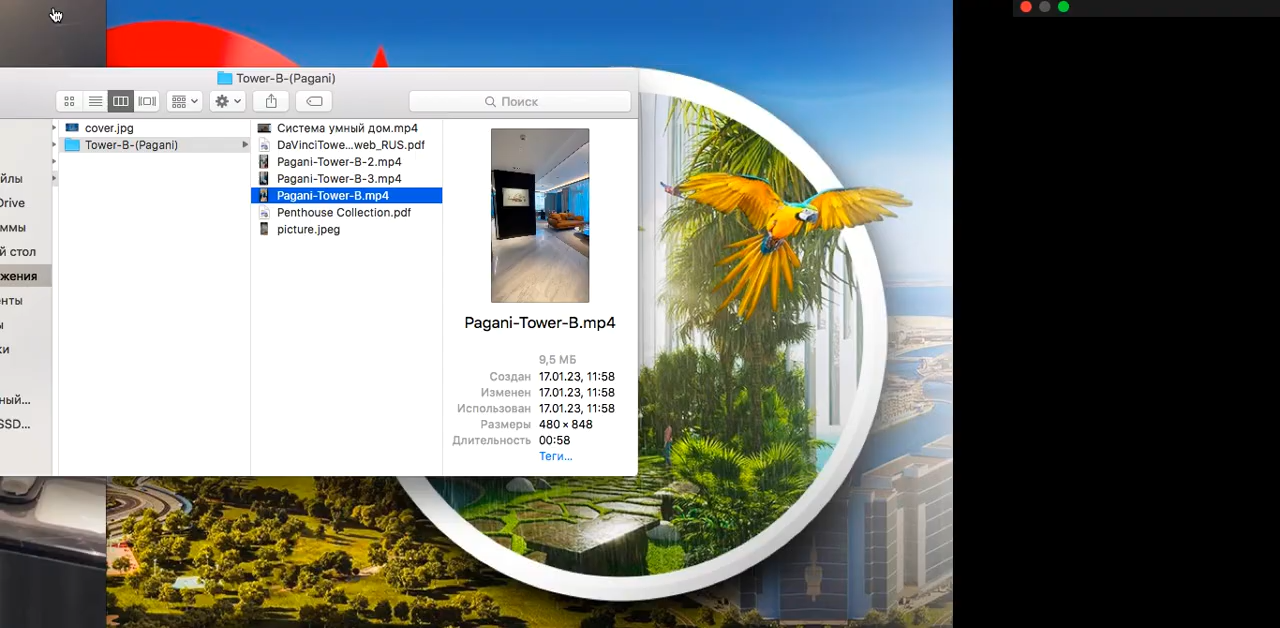 Tower-B-(Pagani)
Поиск
йлы
Drive
ммы
й стол
жения
нты
ы
ки
ный...
SSD...
cover.jpg
Tower-B-(Pagani)
Система умный дом.mp4
DaVinciTowe...web_RUS.pdf
Pagani-Tower-B-2.mp4
Pagani-Tower-B-3.mp4
Pagani-Tower-B.mp4
Penthouse Collection.pdf
picture.jpeg
Pagani-Tower-B.mp4
9,5 МБ
Создан 17.01.23, 11:58
Изменен 17.01.23, 11:58
Использован 17.01.23, 11:58
Размеры 480 × 848
Длительность 00:58
Теги...